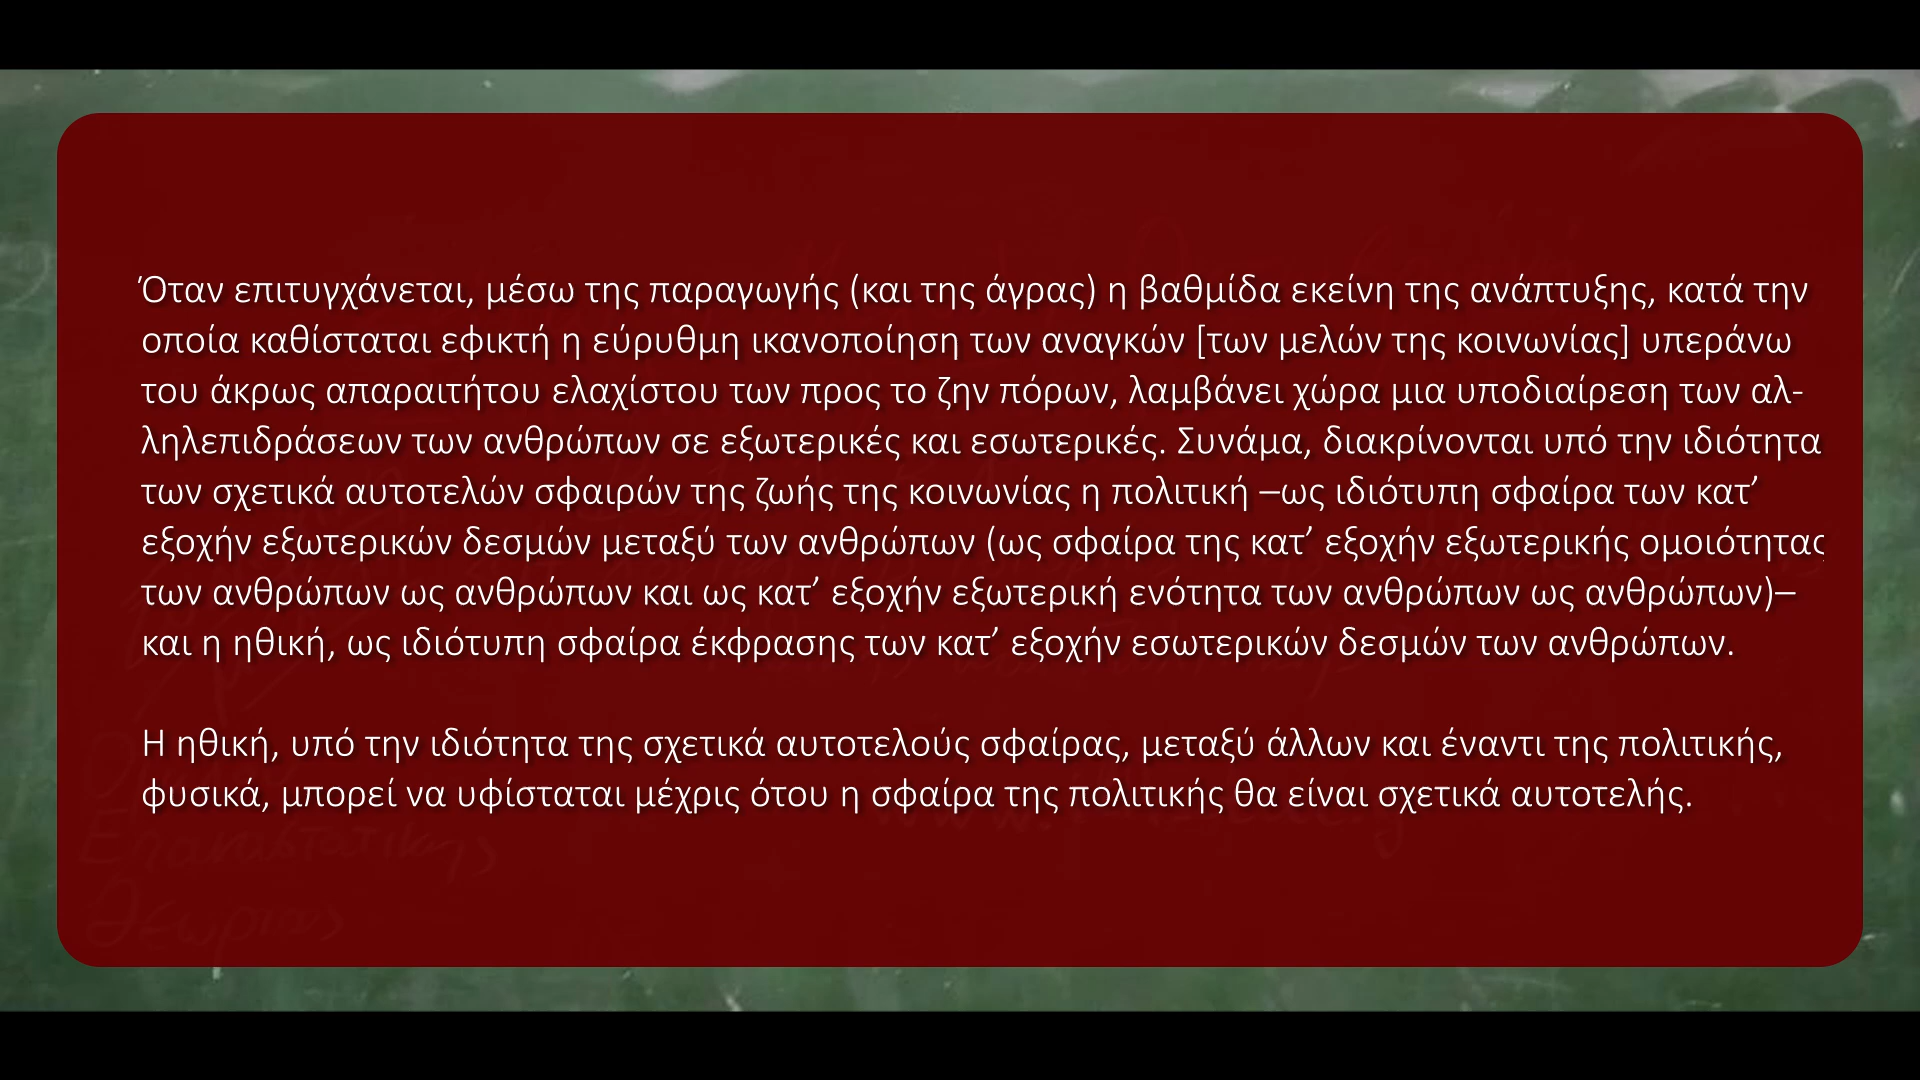 Όταν επιτυγχάνεται, μέσω της παραγωγής (και της άγρας) η βαθμίδα εκείνη της ανάπτυξης, κατά την
οποία καθίσταται εφικτή η εύρυθμη ικανοποίηση των αναγκών [των μελών της κοινωνίας] υπεράνω
του άκρως απαραιτήτου ελαχίστου των προς το ζην πόρων, λαμβάνει χώρα μια υποδιαίρεση των αλ-
ληλεπιδράσεων των ανθρώπων σε εξωτερικές και εσωτερικές. Συνάμα, διακρίνονται υπό την ιδιότητα
των σχετικά αυτοτελών σφαιρών της ζωής της κοινωνίας η πολιτική –ως ιδιότυπη σφαίρα των κατ’
εξοχήν εξωτερικών δεσμών μεταξύ των ανθρώπων (ως σφαίρα της κατ’ εξοχήν εξωτερικής ομοιότητας
των ανθρώπων ως ανθρώπων και ως κατ’ εξοχήν εξωτερική ενότητα των ανθρώπων ως ανθρώπων)–
και η ηθική, ως ιδιότυπη σφαίρα έκφρασης των κατ’ εξοχήν εσωτερικών δεσμών των ανθρώπων.
Η ηθική, υπό την ιδιότητα της σχετικά αυτοτελούς σφαίρας, μεταξύ άλλων και έναντι της πολιτικής,
φυσικά, μπορεί να υφίσταται μέχρις ότου η σφαίρα της πολιτικής θα είναι σχετικά αυτοτελής.